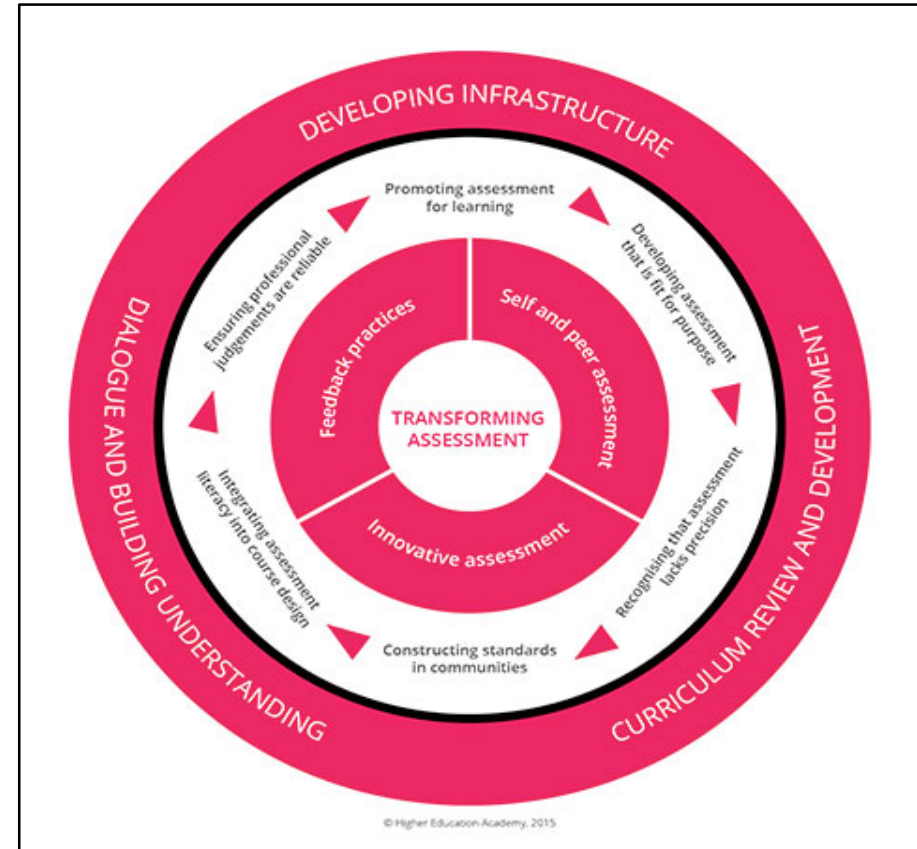 DEVELOPING INFRASTRUCTURE
CURRICULUM REVIEW AND DEVELOPMENT
DIALOGUE AND BUILDING UNDERSTANDING
Promoting assessment
for learning
Developing assessment
that is fit for purpose
Recognising that assessment
lacks precision
Constructing standards
in communities
Integrating assessment
literacy into course design
Ensuring professional
judgements are reliable
Feedback practices
Self and peer assessment
Innovative assessment
TRANSFORMING
ASSESSMENT
© Higher Education Academy, 2015